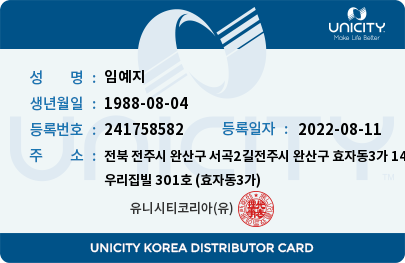 UNICITY
Make Life Better
성 명 : 임예지
생년월일 : 1988-08-04
등록번호 : 241758582 등록일자 : 2022-08-11
주 소 : 전북 전주시 완산구 서곡2길전주시 완산구 효자동3가 14
우리집빌 301호 (효자동3가)
유니시티코리아(유)
UNICITY
UNICITY KOREA DISTRIBUTOR CARD